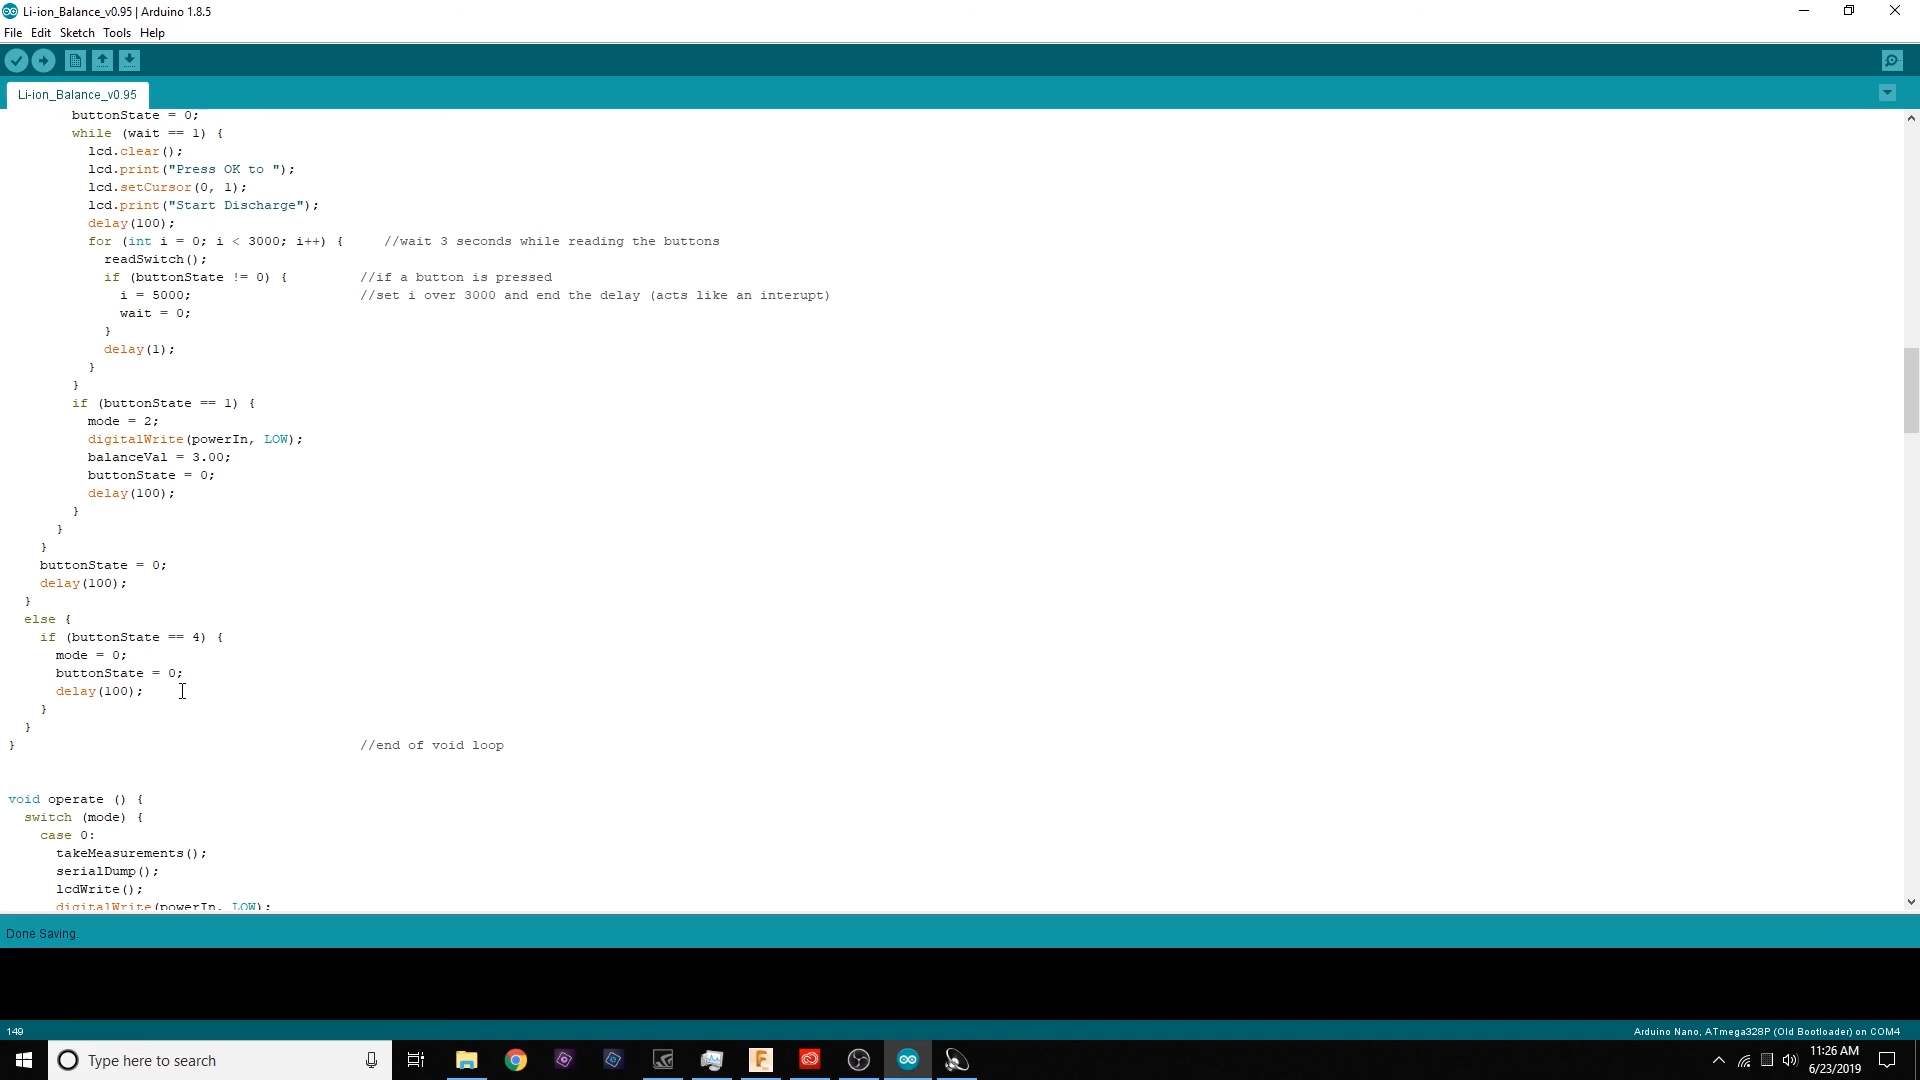 Li-ion_Balance_v0.95 | Arduino 1.8.5
File Edit Sketch Tools Help
Li-ion_Balance_v0.95
buttonState = 0;
while (wait == 1) {
lcd.clear();
lcd.print("Press OK to ");
lcd.setCursor(0, 1);
lcd.print("Start Discharge");
delay(100);
for (int i = 0; i < 3000; i++) { //wait 3 seconds while reading the buttons
readSwitch();
if (buttonState != 0) { //if a button is pressed
i = 5000; //set i over 3000 and end the delay (acts like an interupt)
wait = 0;
}
delay(1);
}
}
if (buttonState == 1) {
mode = 2;
digitalWrite(powerIn, LOW);
balanceVal = 3.00;
buttonState = 0;
delay(100);
}
}
}
buttonState = 0;
delay(100);
}
else {
if (buttonState == 4) {
mode = 0;
buttonState = 0;
delay(100);
}
}
} //end of void loop
void operate () {
switch (mode) {
case 0:
takeMeasurements();
serialDump();
lcdWrite();
digitalWrite(powerIn, LOW);
Done Saving.
149
Arduino Nano, ATmega328P (Old Bootloader) on COM4
Type here to search
11:26 AM
6/23/2019